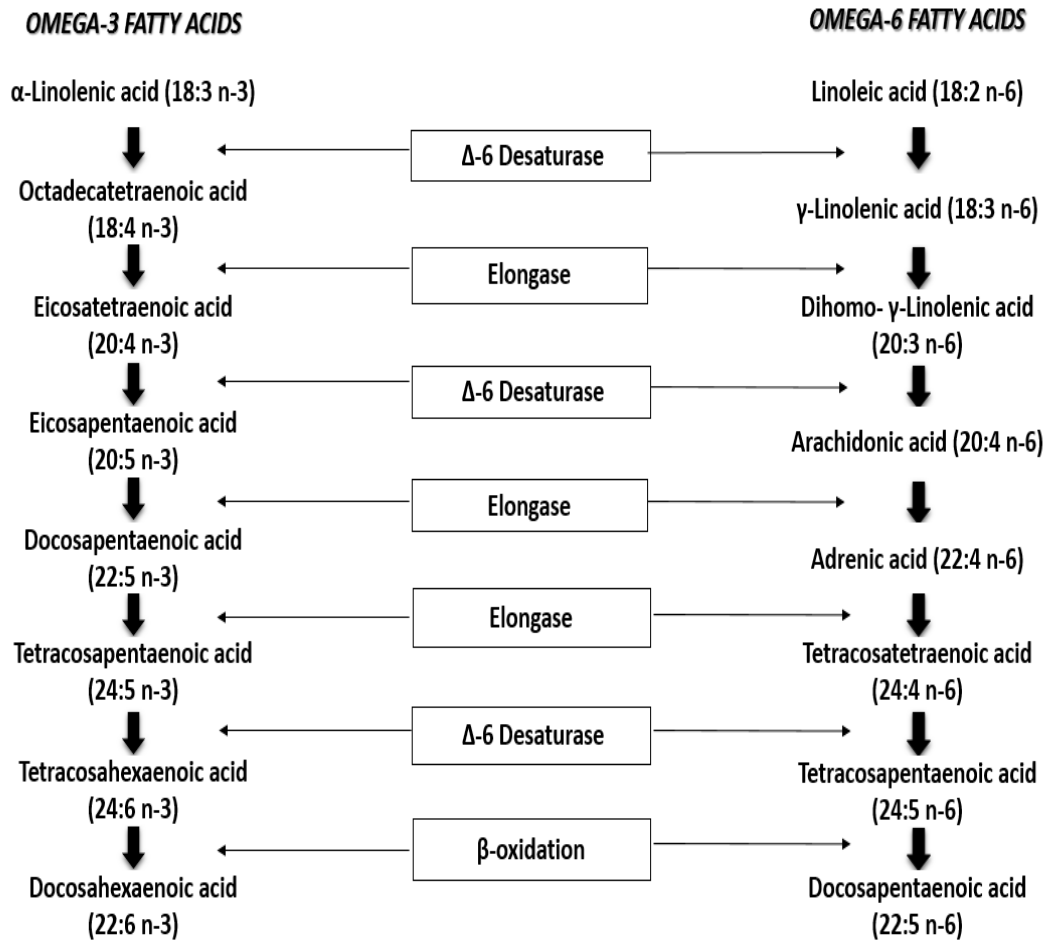 OMEGA-3 FATTY ACIDS
OMEGA-6 FATTY ACIDS
α-Linolenic acid (18:3 n-3)
Linoleic acid (18:2 n-6)
Δ-6 Desaturase
Octadecatetraenoic acid
(18:4 n-3)
γ-Linolenic acid (18:3 n-6)
Elongase
Eicosatetraenoic acid
(20:4 n-3)
Dihomo- γ-Linolenic acid
(20:3 n-6)
Δ-6 Desaturase
Eicosapentaenoic acid
(20:5 n-3)
Arachidonic acid (20:4 n-6)
Elongase
Docosapentaenoic acid
(22:5 n-3)
Adrenic acid (22:4 n-6)
Elongase
Tetracosapentaenoic acid
(24:5 n-3)
Tetracosatetraenoic acid
(24:4 n-6)
Δ-6 Desaturase
Tetracosahexaenoic acid
(24:6 n-3)
Tetracosapentaenoic acid
(24:5 n-6)
β-oxidation
Docosahexaenoic acid
(22:6 n-3)
Docosapentaenoic acid
(22:5 n-6)